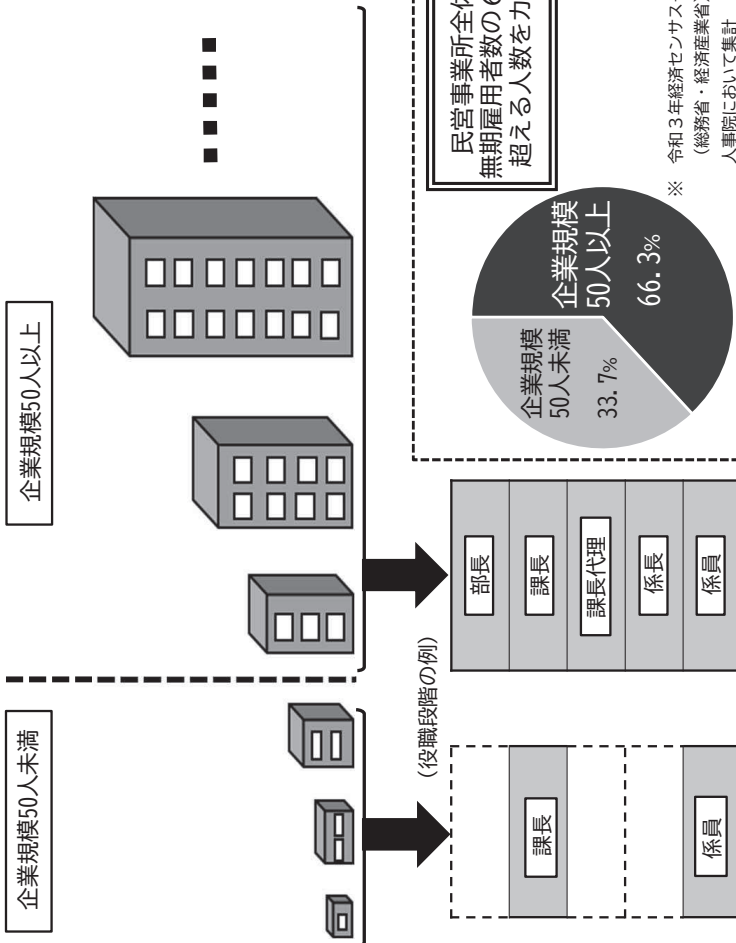 企業規模50人未満
企業規模50人以上
(役職段階の例)
課長
係員
部長
課長
課長代理
係長
係員
民営事業所全
無期雇用者数の
超える人数をカ
企業規模
50人未満
33.7%
企業規模
50人以上
66.3%
※ 令和3年経済センサス
(総務省・経済産業省
人事院において集計